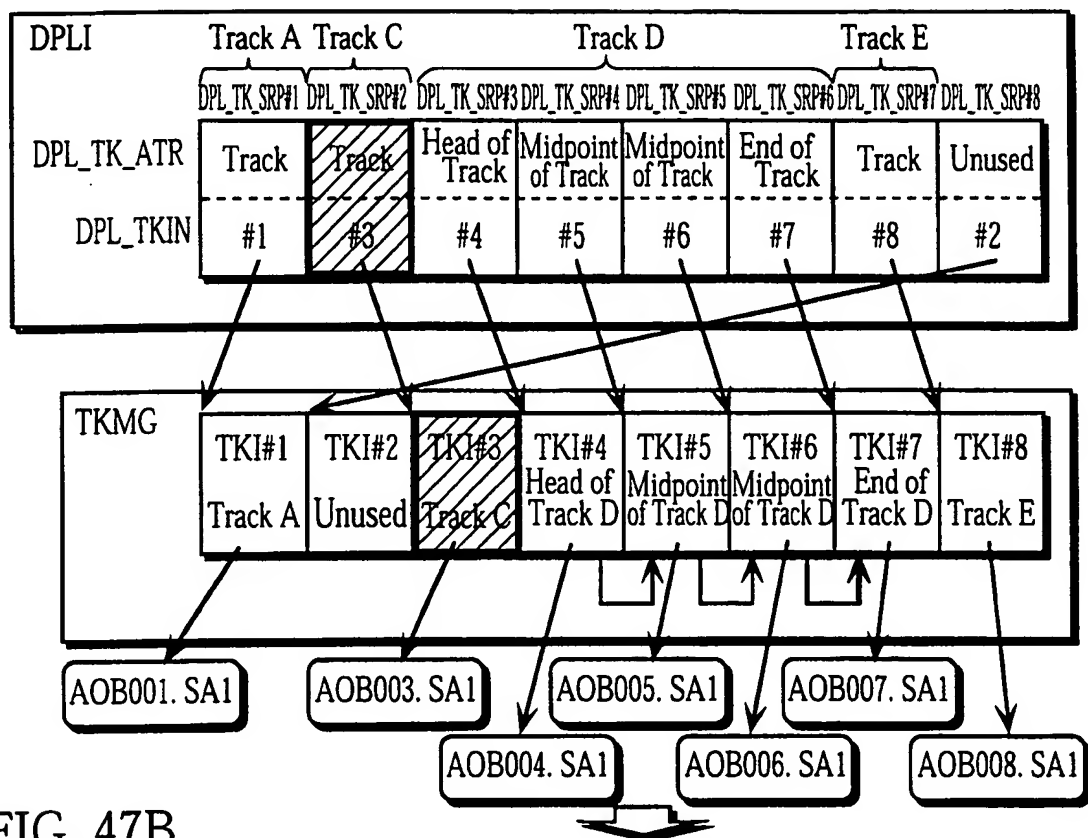 DPLI
Track A Track C Track D Track E
DPL_TK_SRP#1 DPL_TK_SRP#2 DPL_TK_SRP#3 DPL_TK_SRP#4 DPL_TK_SRP#5 DPL_TK_SRP#6 DPL_TK_SRP#7 DPL_TK_SRP#8
DPL_TK_ATR
Track
Track
Head of
Track
Midpoint
of Track
Midpoint
of Track
End of
Track
Track
Unused
DPL_TKIN #1 #3 #4 #5 #6 #7 #8 #2
TKMG
TKI#1
Track A
TKI#2
Unused
TKI#3
Track C
TKI#4
Head of
Track D
TKI#5
Midpoint
of Track D
TKI#6
Midpoint
of Track D
TKI#7
End of
Track D
TKI#8
Track E
AOB001. SA1 AOB003. SA1 AOB005. SA1 AOB007. SA1
AOB004. SA1 AOB006. SA1 AOB008. SA1
FIG. 47B